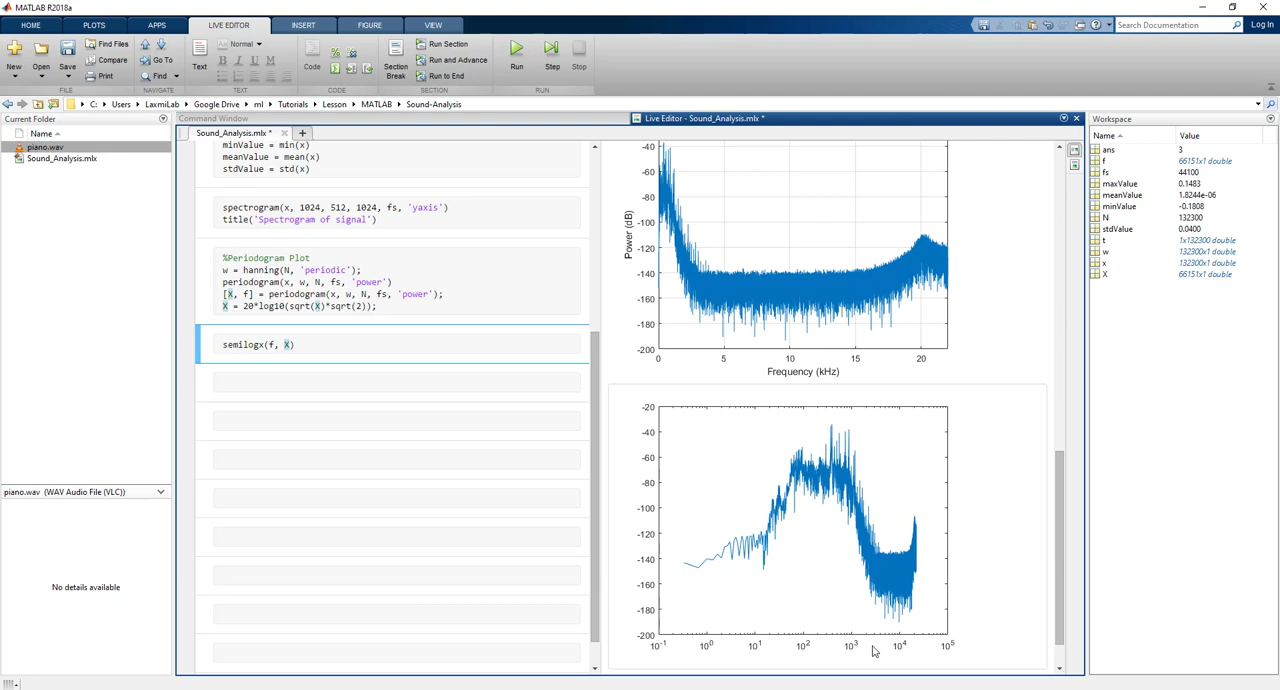 MATLAB R2018a
HOME PLOTS APPS LIVE EDITOR INSERT FIGURE VIEW Search Documentation Log In
New Open Save Find Files Compare Print Go To Find Text Normal B I U M Code Section Break Run Section Run and Advance Run to End Run Step Stop
FILE NAVIGATE TEXT CODE SECTION RUN
C: Users LaxmiLab Google Drive ml Tutorials Lesson MATLAB Sound-Analysis
Current Folder
Name
piano.wav
Sound_Analysis.mlx
piano.wav (WAV Audio File (VLC))
No details available
Command Window
Live Editor - Sound_Analysis.mlx *
Sound_Analysis.mlx *
minValue = min(x)
meanValue = mean(x)
stdValue = std(x)
spectrogram(x, 1024, 512, 1024, fs, 'yaxis')
title('Spectrogram of signal')
%Periodogram Plot
w = hanning(N, 'periodic');
periodogram(x, w, N, fs, 'power')
[X, f] = periodogram(x, w, N, fs, 'power');
X = 20*log10(sqrt(X)*sqrt(2));
semilogx(f, X)
-40
-60
-80
-100
-120
-140
-160
-180
-200
Power (dB)
0 5 10 15 20
Frequency (kHz)
-20
-40
-60
-80
-100
-120
-140
-160
-180
-200
10-1 100 101 102 103 104 105
Workspace
Name Value
ans 3
f 66151x1 double
fs 44100
maxValue 0.1483
meanValue 1.8244e-06
minValue -0.1808
N 132300
stdValue 0.0400
t 1x132300 double
w 132300x1 double
x 132300x1 double
X 66151x1 double